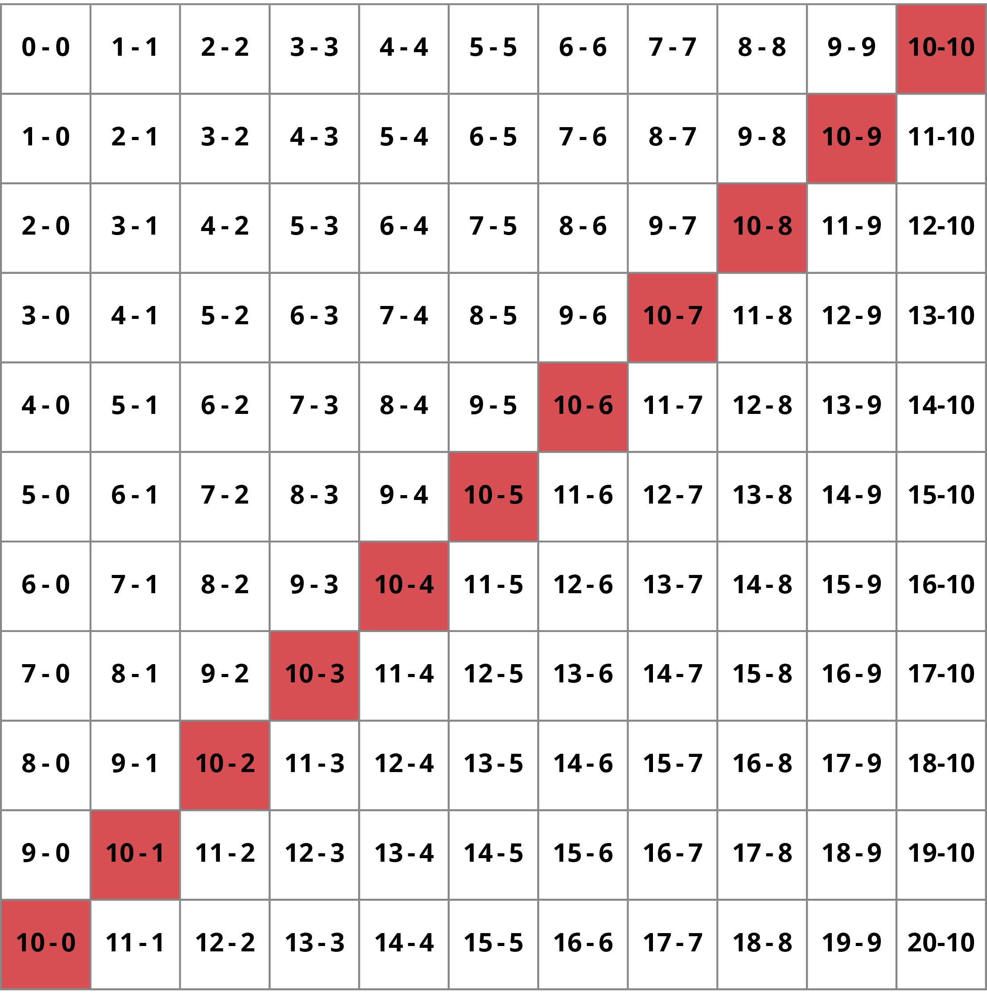 0 - 0 1 - 1 2 - 2 3 - 3 4 - 4 5 - 5 6 - 6 7 - 7 8 - 8 9 - 9 10-10
1 - 0 2 - 1 3 - 2 4 - 3 5 - 4 6 - 5 7 - 6 8 - 7 9 - 8 10 - 9 11-10
2 - 0 3 - 1 4 - 2 5 - 3 6 - 4 7 - 5 8 - 6 9 - 7 10 - 8 11 - 9 12-10
3 - 0 4 - 1 5 - 2 6 - 3 7 - 4 8 - 5 9 - 6 10 - 7 11 - 8 12 - 9 13-10
4 - 0 5 - 1 6 - 2 7 - 3 8 - 4 9 - 5 10 - 6 11 - 7 12 - 8 13 - 9 14-10
5 - 0 6 - 1 7 - 2 8 - 3 9 - 4 10 - 5 11 - 6 12 - 7 13 - 8 14 - 9 15-10
6 - 0 7 - 1 8 - 2 9 - 3 10 - 4 11 - 5 12 - 6 13 - 7 14 - 8 15 - 9 16-10
7 - 0 8 - 1 9 - 2 10 - 3 11 - 4 12 - 5 13 - 6 14 - 7 15 - 8 16 - 9 17-10
8 - 0 9 - 1 10 - 2 11 - 3 12 - 4 13 - 5 14 - 6 15 - 7 16 - 8 17 - 9 18-10
9 - 0 10 - 1 11 - 2 12 - 3 13 - 4 14 - 5 15 - 6 16 - 7 17 - 8 18 - 9 19-10
10 - 0 11 - 1 12 - 2 13 - 3 14 - 4 15 - 5 16 - 6 17 - 7 18 - 8 19 - 9 20-10